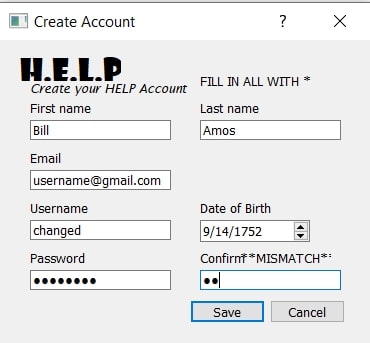 Create Account
H.E.L.P
Create your HELP Account
FILL IN ALL WITH *
First name
Last name
Bill
Amos
Email
username@gmail.com
Username
Date of Birth
changed
9/14/1752
Password
Confirm**MISMATCH**
●●●●●●●●
●●
Save
Cancel